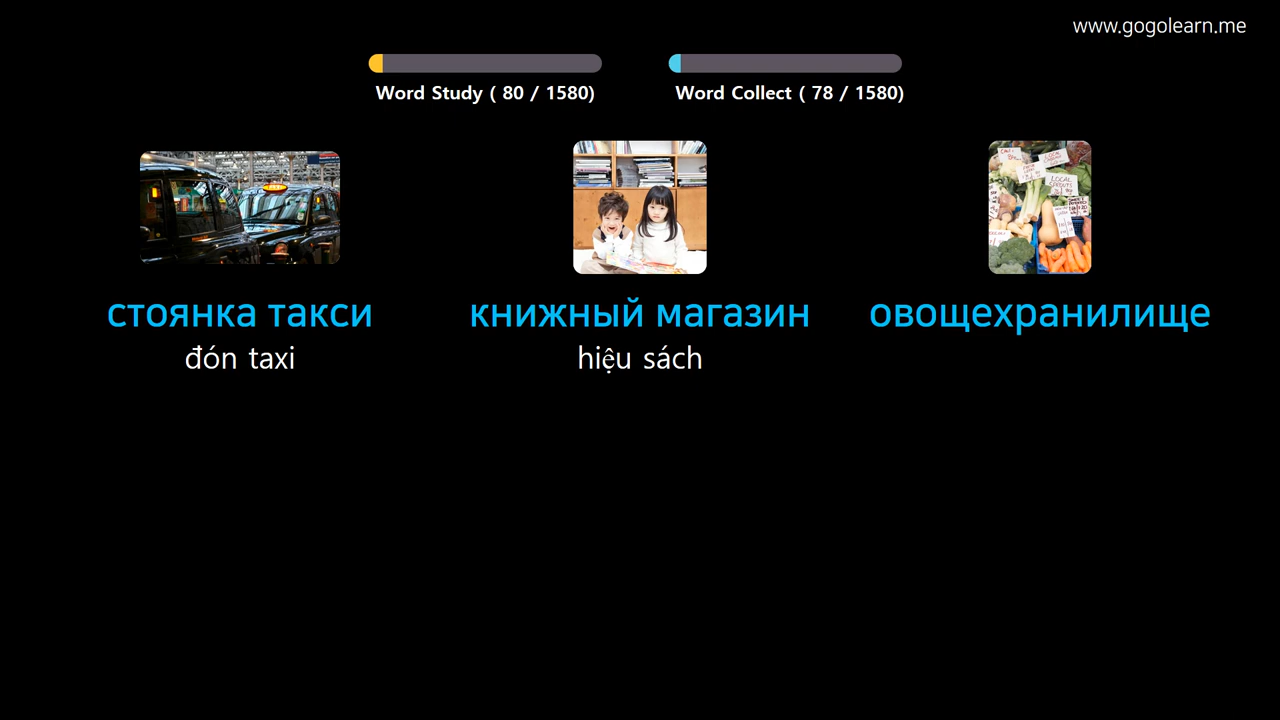 www.gogolearn.me
Word Study ( 80 / 1580)
Word Collect ( 78 / 1580)
LOCAL
стоянка такси
книжный магазин
овощехранилище
đón taxi
hiệu sách